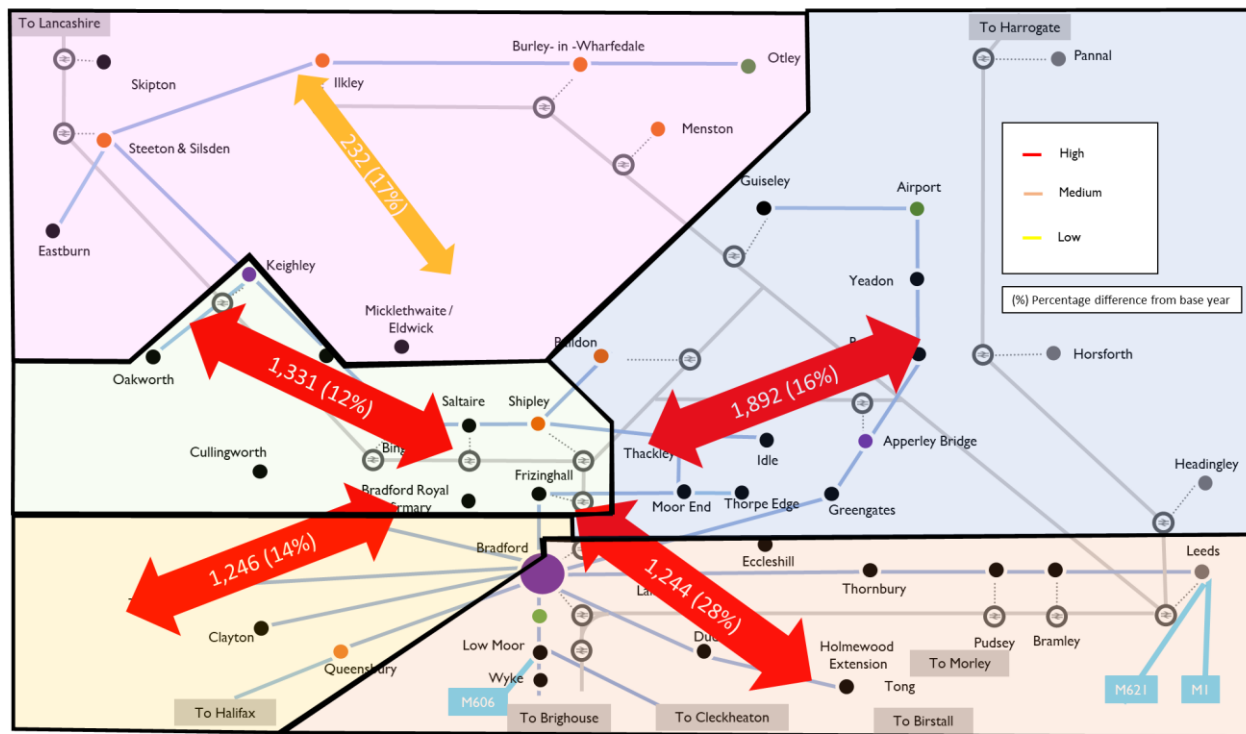 To Lancashire
To Harrogate
Burley- in -Wharfedale
Otley
Pannal
Skipton
Ilkley
Menston
High
Steeton & Silsden
232 (17%)
Medium
Guiseley
Airport
Low
Eastburn
Keighley
Yeadon
(%) Percentage difference from base year
Micklethwaite /
Eldwick
Horsforth
Oakworth
1,331 (12%)
1,892 (16%)
Saltaire
Shipley
Apperley Bridge
Cullingworth
Thackley
Idle
Headingley
Frizinghall
Bradford Royal
Moor End
Thorpe Edge
Greengates
1,246 (14%)
Bradford
Eccleshill
Leeds
1,244 (28%)
Thornbury
Clayton
Pudsey
Bramley
Low Moor
Holmewood
Extension
Queensbury
To Morley
Wyke
Tong
M606
M621
M1
To Halifax
To Brighouse
To Cleckheaton
To Birstall